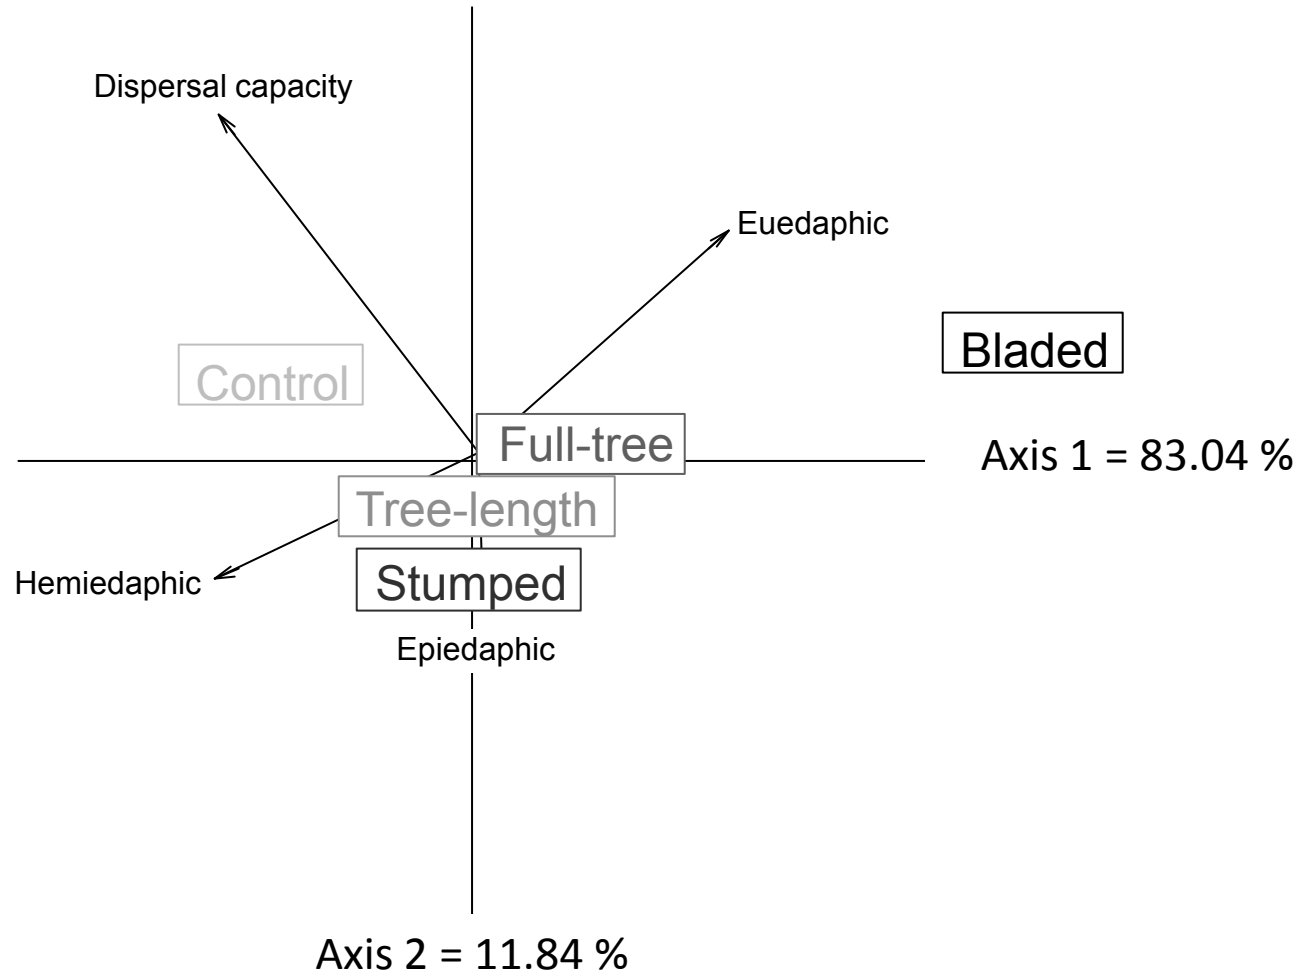 Dispersal capacity
Euedaphic
Bladed
Control
Full-tree
Axis 1 = 83.04 %
Tree-length
Hemiedaphic
Stumped
Epiedaphic
Axis 2 = 11.84 %